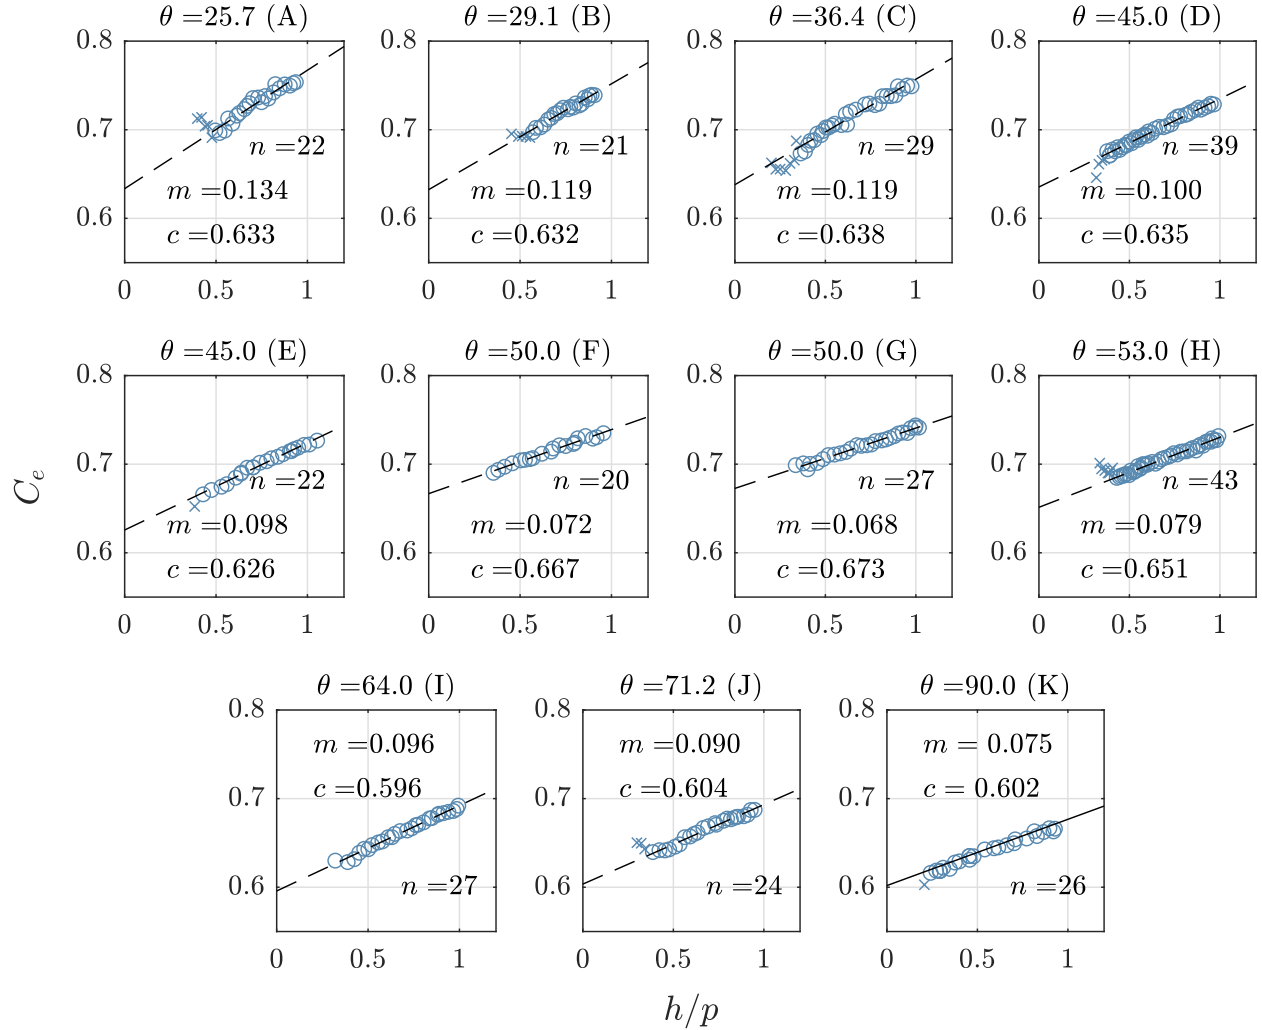 θ =25.7 (A) θ =29.1 (B) θ =36.4 (C) θ =45.0 (D)
0.8 0.8 0.8 0.8
0.7 0.7 0.7 0.7
n =22 n =21 n =29 n =39
m =0.134 m =0.119 m =0.119 m =0.100
0.6 0.6 0.6 0.6
c =0.633 c =0.632 c =0.638 c =0.635
0 0.5 1 0 0.5 1 0 0.5 1 0 0.5 1
θ =45.0 (E) θ =50.0 (F) θ =50.0 (G) θ =53.0 (H)
0.8 0.8 0.8 0.8
0.7 0.7 0.7 0.7
C_e
n =22 n =20 n =27 n =43
m =0.098 m =0.072 m =0.068 m =0.079
0.6 0.6 0.6 0.6
c =0.626 c =0.667 c =0.673 c =0.651
0 0.5 1 0 0.5 1 0 0.5 1 0 0.5 1
θ =64.0 (I) θ =71.2 (J) θ =90.0 (K)
0.8 0.8 0.8
m =0.096 m =0.090 m = 0.075
c =0.596 c =0.604 c = 0.602
0.7 0.7 0.7
0.6 0.6 0.6
n =27 n =24 n =26
0 0.5 1 0 0.5 1 0 0.5 1
h/p